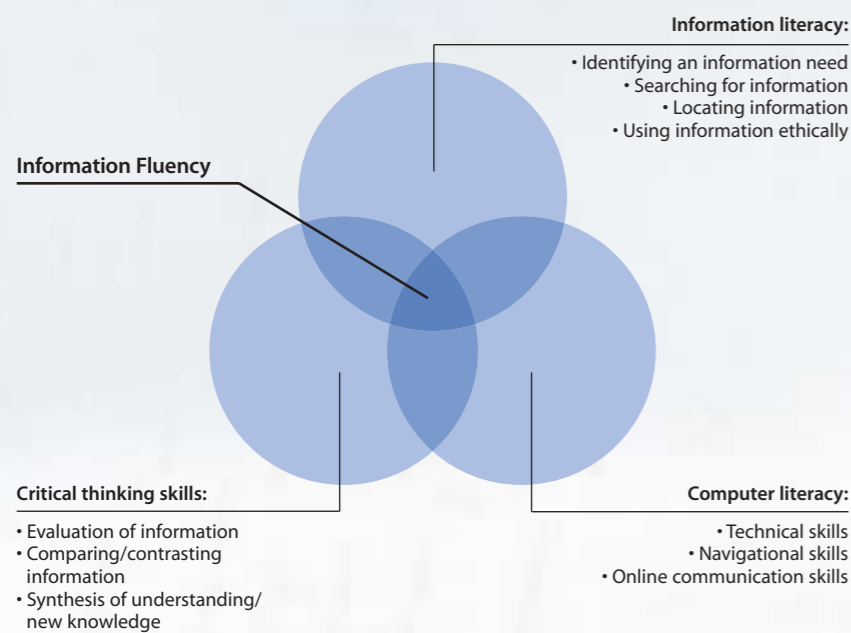 Information literacy:
• Identifying an information need
• Searching for information
• Locating information
• Using information ethically
Information Fluency
Critical thinking skills:
• Evaluation of information
• Comparing/contrasting
information
• Synthesis of understanding/
new knowledge
Computer literacy:
• Technical skills
• Navigational skills
• Online communication skills